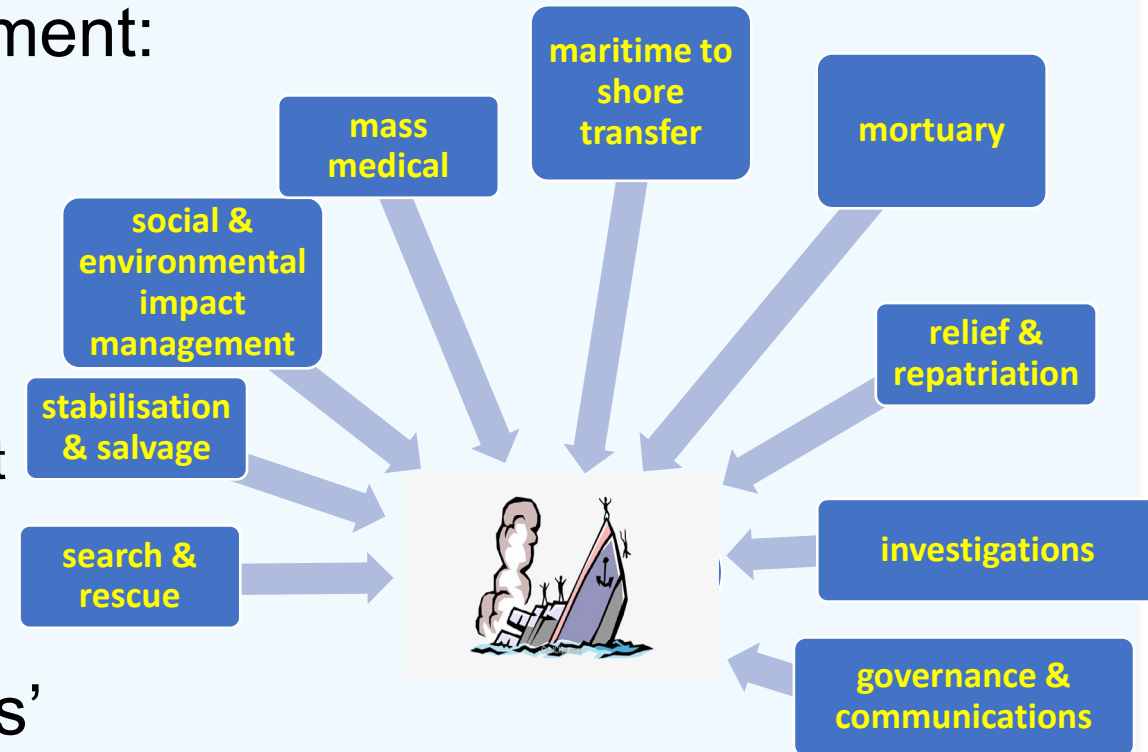 ment:
maritime to
shore
transfer
mortuary
mass
medical
social &
environmental
impact
management
relief &
repatriation
stabilisation
& salvage
t
search &
rescue
investigations
governance &
communications
s’